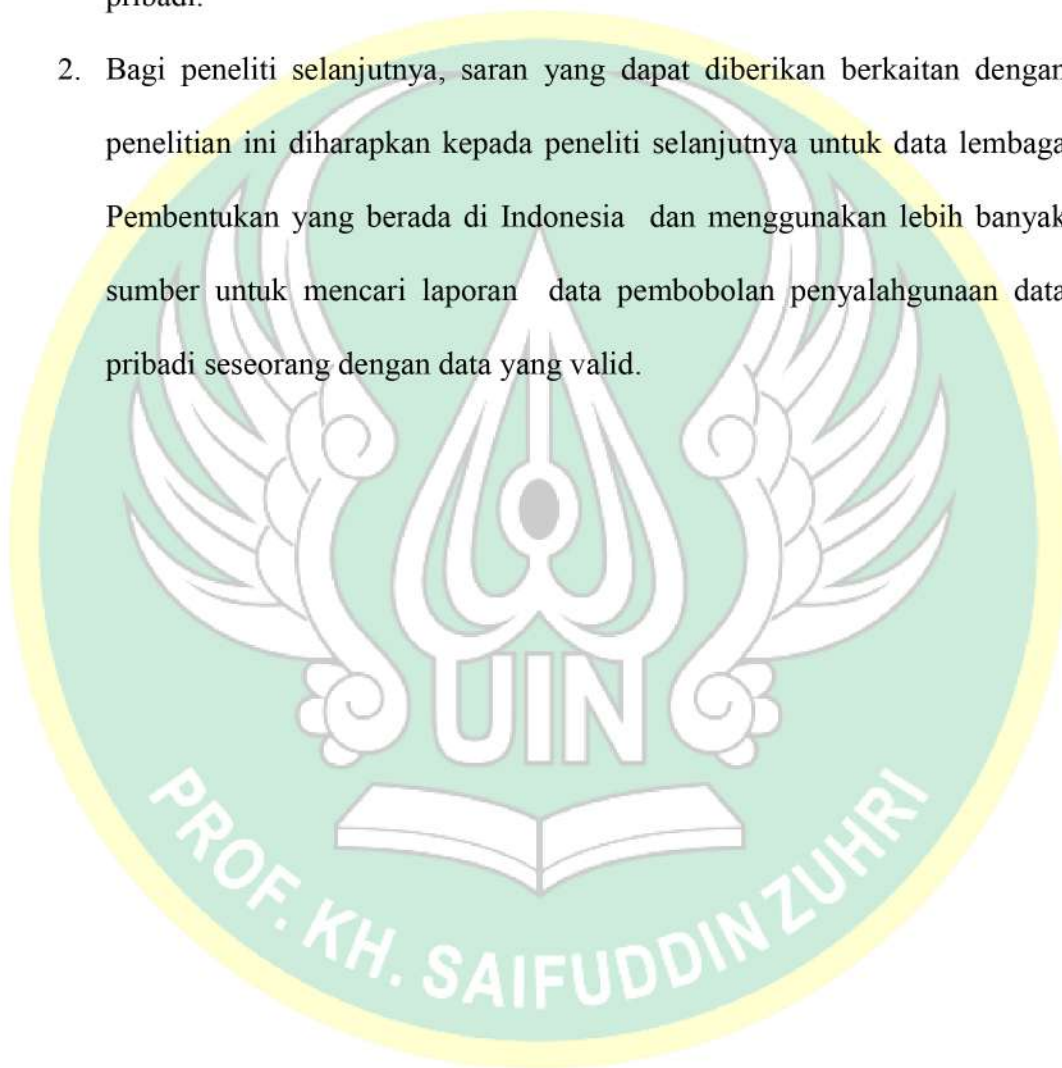 pribadi.
2. Bagi peneliti selanjutnya, saran yang dapat diberikan berkaitan dengan
penelitian ini diharapkan kepada peneliti selanjutnya untuk data lembaga
Pembentukan yang berada di Indonesia dan menggunakan lebih banyak
sumber untuk mencari laporan data pembobolan penyalahgunaan data
pribadi seseorang dengan data yang valid.
UIN
PROF. KH. SAIFUDDIN ZUHRI